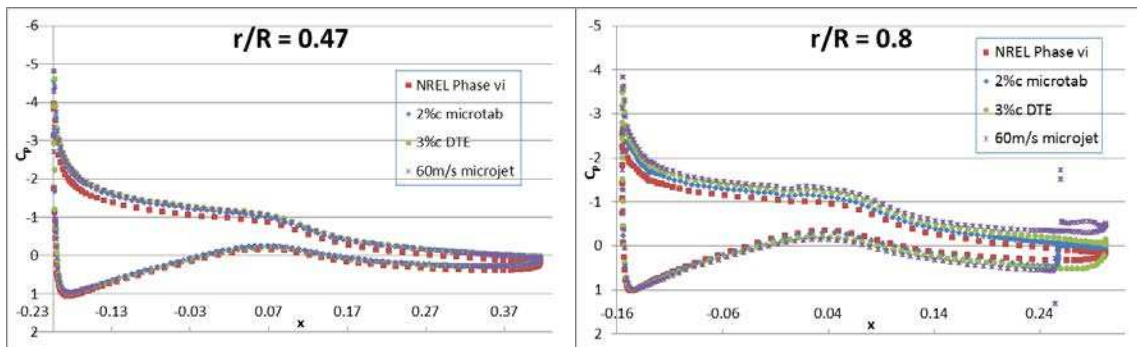 r/R = 0.47
-6
-5
-4
-3
-2
-1
0
1
2
Cp
NREL Phase vi
2%c microtab
3%c DTE
60m/s microjet
-0.23
-0.13
-0.03
0.07
0.17
0.27
0.37
x
r/R = 0.8
-5
-4
-3
-2
-1
0
1
2
Cp
NREL Phase vi
2%c microtab
3%c DTE
60m/s microjet
-0.16
-0.06
0.04
0.14
0.24
x